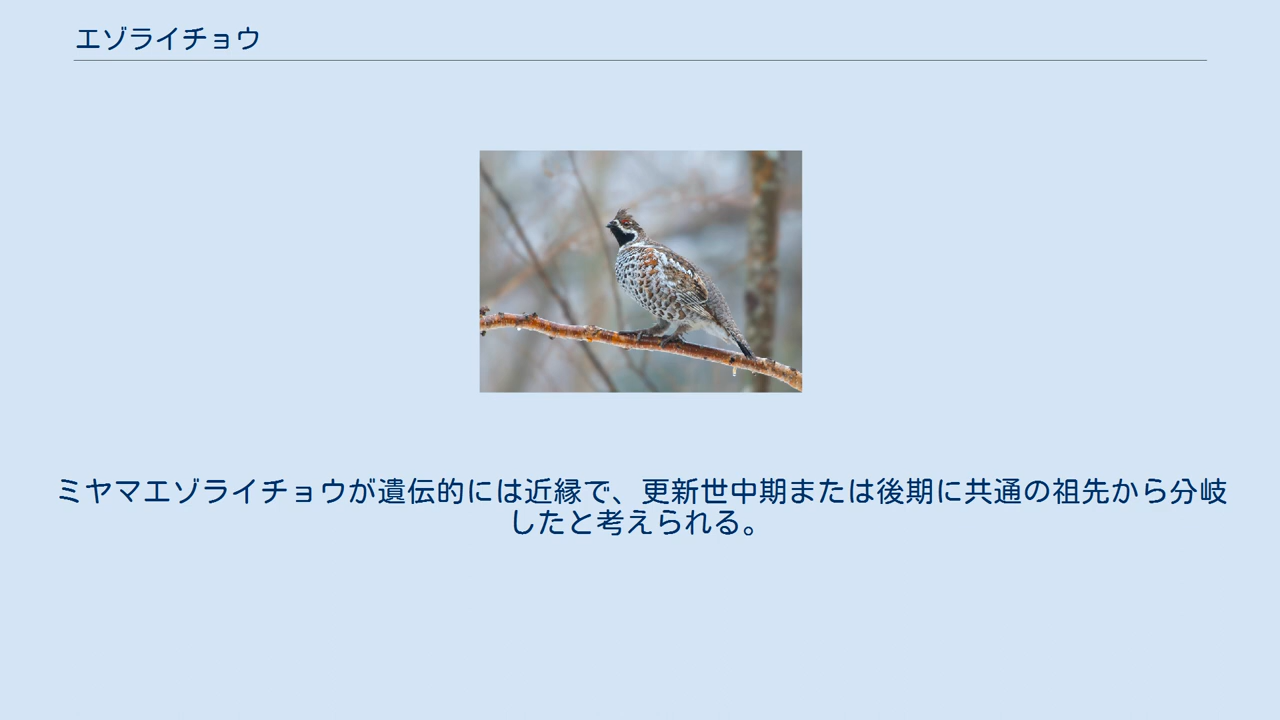 エゾライチョウ
ミヤマエゾライチョウが遺伝的には近縁で、更新世中期または後期に共通の祖先から分岐
したと考えられる。